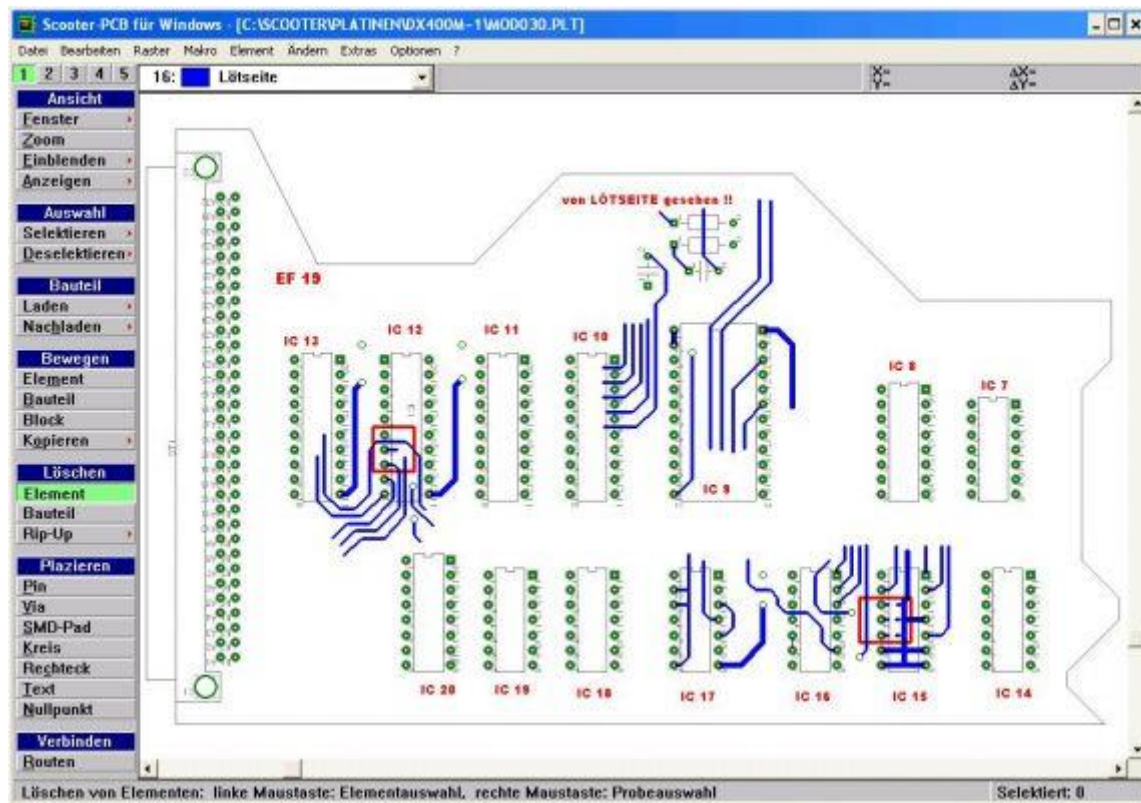 Scooter-PCB für Windows - [C:\SCOOTER\PLATINEN\DX400M-1\MOD030.PLT]
Datei Bearbeiten Raster Makro Element Ändern Extras Optionen ?
1 2 3 4 5
16: Lötseite
X=
Y=
ΔX=
ΔY=
Ansicht
Fenster
Zoom
Einblenden
Anzeigen
Auswahl
Selektieren
Deselektieren
Bauteil
Laden
Nachladen
Bewegen
Element
Bauteil
Block
Kopieren
Löschen
Element
Bauteil
Rip-Up
Plazieren
Pin
Via
SMD-Pad
Kreis
Rechteck
Text
Nullpunkt
Verbinden
Routen
von LÖTSEITE gesehen !!
EF 19
IC 13
IC 12
IC 11
IC 10
IC 9
IC 8
IC 7
IC 20
IC 19
IC 18
IC 17
IC 16
IC 15
IC 14
Löschen von Elementen: linke Maustaste: Elementauswahl, rechte Maustaste: Probeauswahl
Selektiert: 0